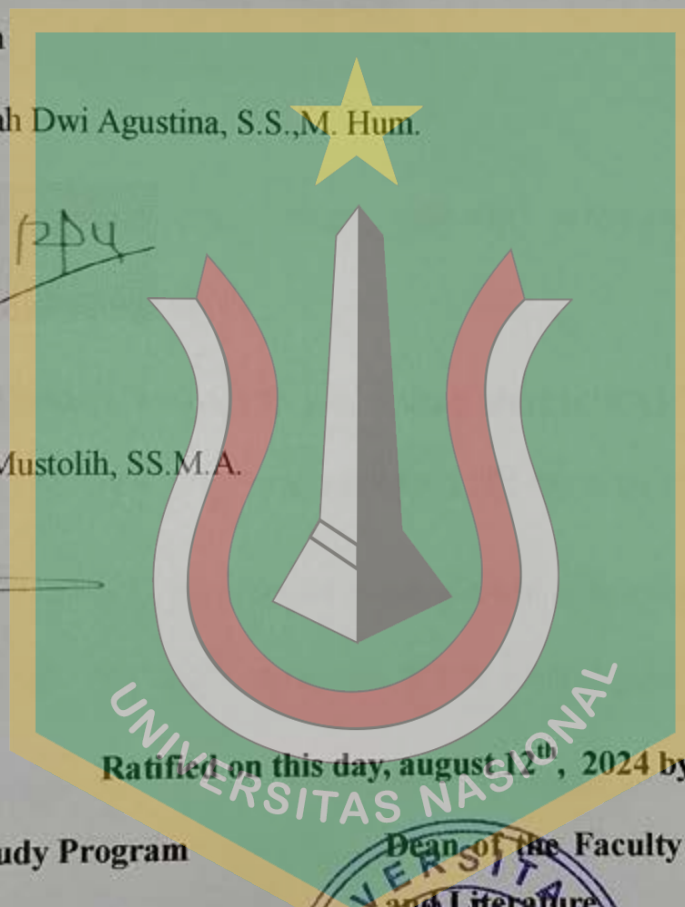 ah Dwi Agustina, S.S.,M. Hum.
Mustolih, SS.M.A.
UNIVERSITAS NASIONAL
Ratified on this day, august 12th, 2024 by
udy Program
Dean of the Faculty
VERSITA
and Literature